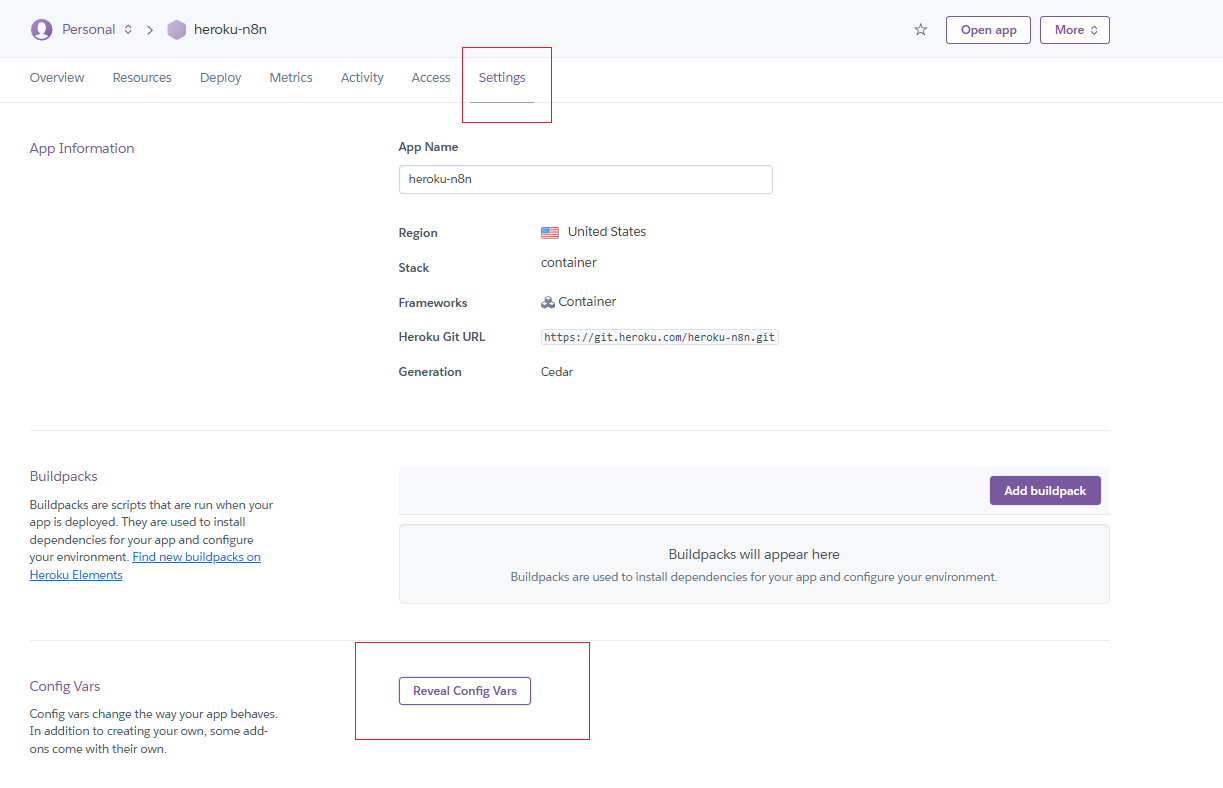 Personal heroku-n8n Open app More
Overview Resources Deploy Metrics Activity Access Settings
App Information
App Name
heroku-n8n
Region United States
Stack container
Frameworks Container
Heroku Git URL https://git.heroku.com/heroku-n8n.git
Generation Cedar
Buildpacks
Buildpacks are scripts that are run when your
app is deployed. They are used to install
dependencies for your app and configure
your environment. Find new buildpacks on
Heroku Elements
Add buildpack
Buildpacks will appear here
Buildpacks are used to install dependencies for your app and configure your environment.
Config Vars
Config vars change the way your app behaves.
In addition to creating your own, some add-
ons come with their own.
Reveal Config Vars